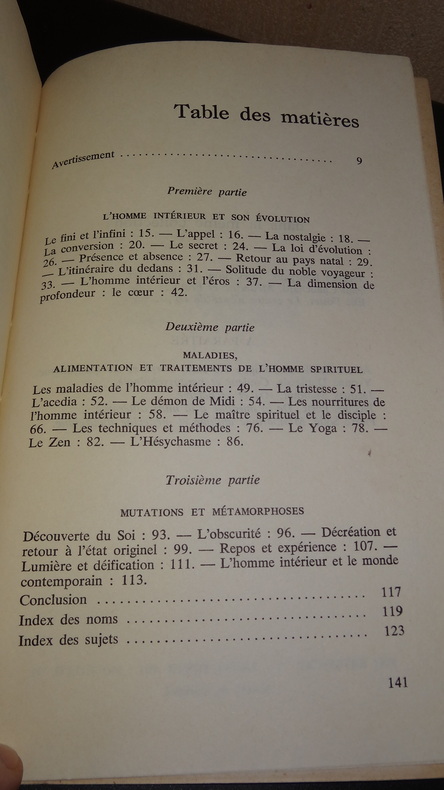 Table des matières
Avertissement ................................ 9
Première partie
L'HOMME INTÉRIEUR ET SON ÉVOLUTION
Le fini et l'infini : 15. — L'appel : 16. — La nostalgie : 18. —
La conversion : 20. — Le secret : 24. — La loi d'évolution :
26. — Présence et absence : 27. — Retour au pays natal : 29.
— L'itinéraire du dedans : 31. — Solitude du noble voyageur :
33. — L'homme intérieur et l'éros : 37. — La dimension de
profondeur : le cœur : 42.
Deuxième partie
MALADIES,
ALIMENTATION ET TRAITEMENTS DE L'HOMME SPIRITUEL
Les maladies de l'homme intérieur : 49. — La tristesse : 51. —
L'acedia : 52. — Le démon de Midi : 54. — Les nourritures de
l'homme intérieur : 58. — Le maître spirituel et le disciple :
66. — Les techniques et méthodes : 76. — Le Yoga : 78. —
Le Zen : 82. — L'Hésychasme : 86.
Troisième partie
MUTATIONS ET MÉTAMORPHOSES
Découverte du Soi : 93. — L'obscurité : 96. — Décréation et
retour à l'état originel : 99. — Repos et expérience : 107. —
Lumière et déification : 111. — L'homme intérieur et le monde
contemporain : 113.
Conclusion ................................ 117
Index des noms ................................ 119
Index des sujets ................................ 123
141